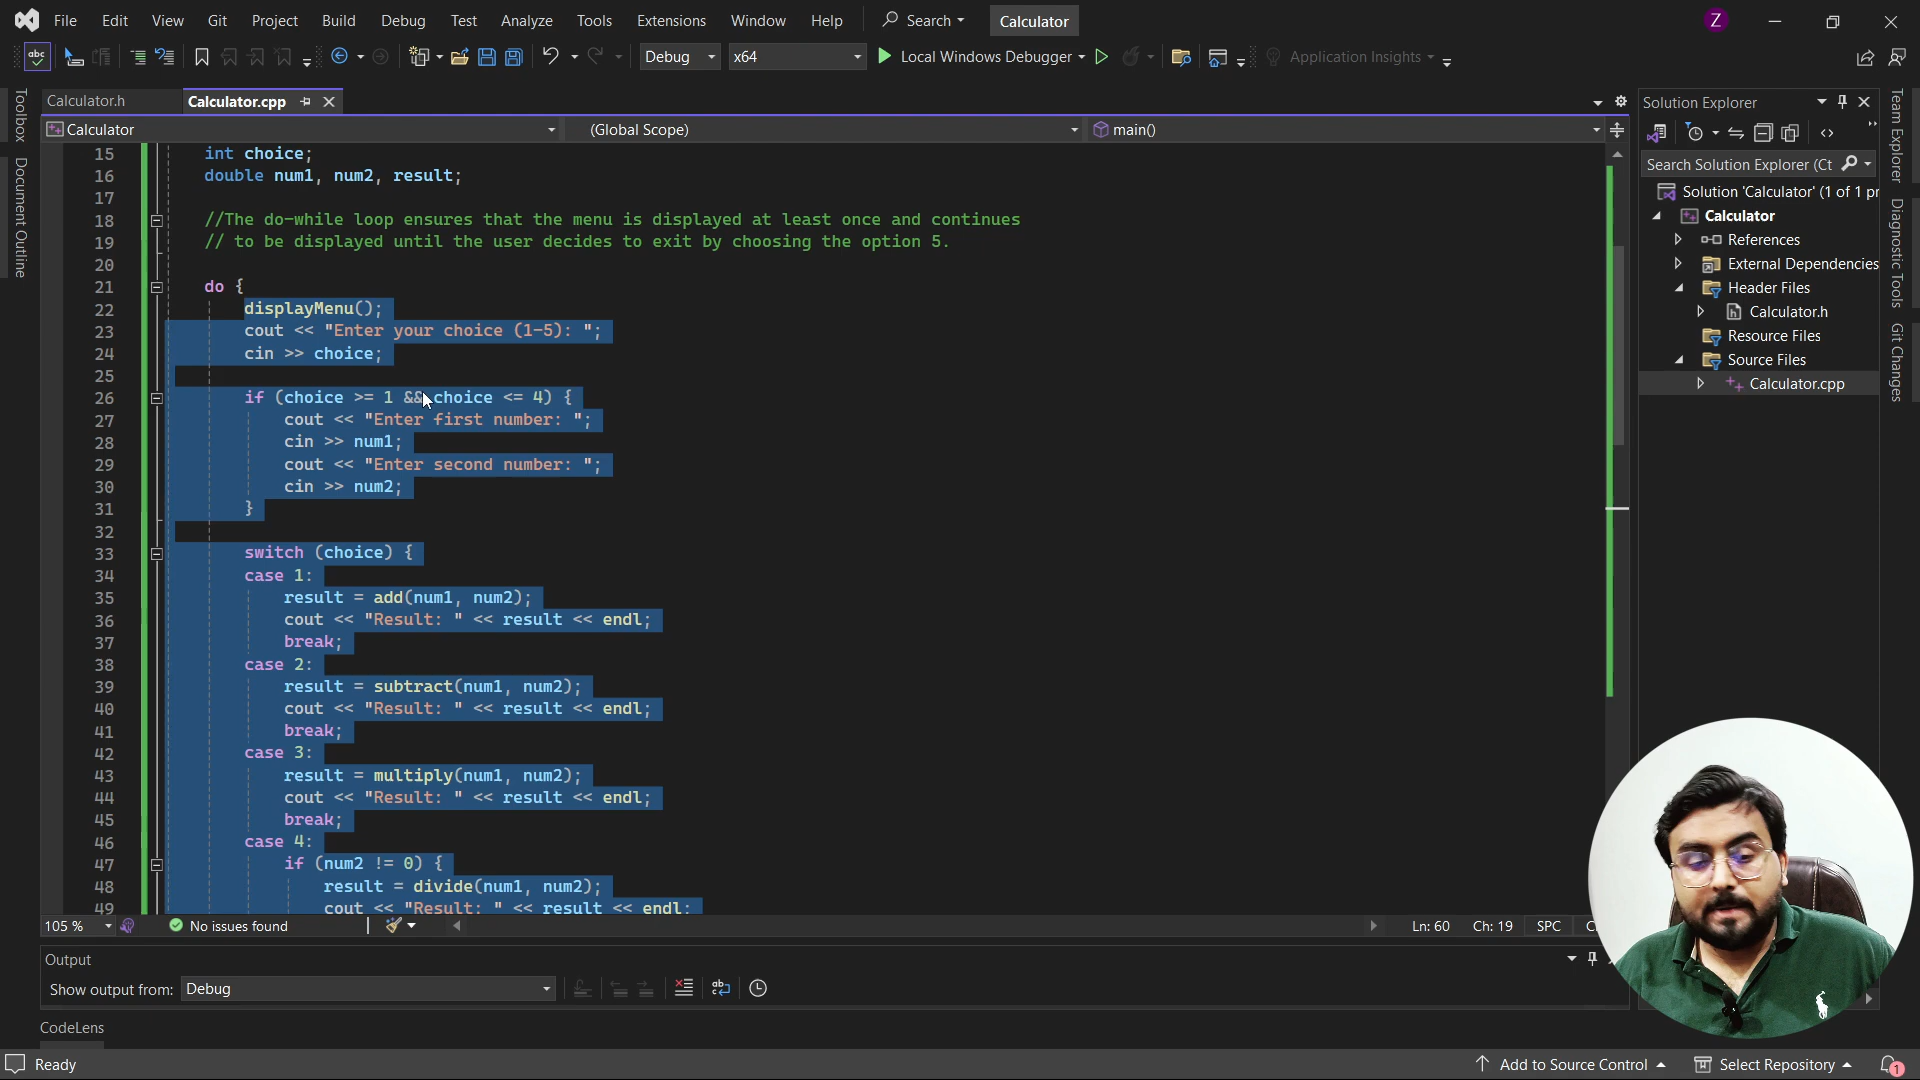 File Edit View Git Project Build Debug Test Analyze Tools Extensions Window Help Search Calculator Z
abc Debug x64 Local Windows Debugger Application Insights
Calculator.h Calculator.cpp
Calculator (Global Scope) main()
15 int choice;
16 double num1, num2, result;
17
18 //The do-while loop ensures that the menu is displayed at least once and continues
19 // to be displayed until the user decides to exit by choosing the option 5.
20
21 do {
22 displayMenu();
23 cout << "Enter your choice (1-5): ";
24 cin >> choice;
25
26 if (choice >= 1 && choice <= 4) {
27 cout << "Enter first number: ";
28 cin >> num1;
29 cout << "Enter second number: ";
30 cin >> num2;
31 }
32
33 switch (choice) {
34 case 1:
35 result = add(num1, num2);
36 cout << "Result: " << result << endl;
37 break;
38 case 2:
39 result = subtract(num1, num2);
40 cout << "Result: " << result << endl;
41 break;
42 case 3:
43 result = multiply(num1, num2);
44 cout << "Result: " << result << endl;
45 break;
46 case 4:
47 if (num2 != 0) {
48 result = divide(num1, num2);
49 cout << "Result: " << result << endl;
105 % No issues found Ln: 60 Ch: 19 SPC
Output
Show output from: Debug
CodeLens
Ready Add to Source Control Select Repository 1
Toolbox
Document Outline
Solution Explorer
Search Solution Explorer (Ct
Solution 'Calculator' (1 of 1 pr
Calculator
References
External Dependencies
Header Files
Calculator.h
Resource Files
Source Files
Calculator.cpp
Team Explorer
Diagnostic Tools
Git Changes